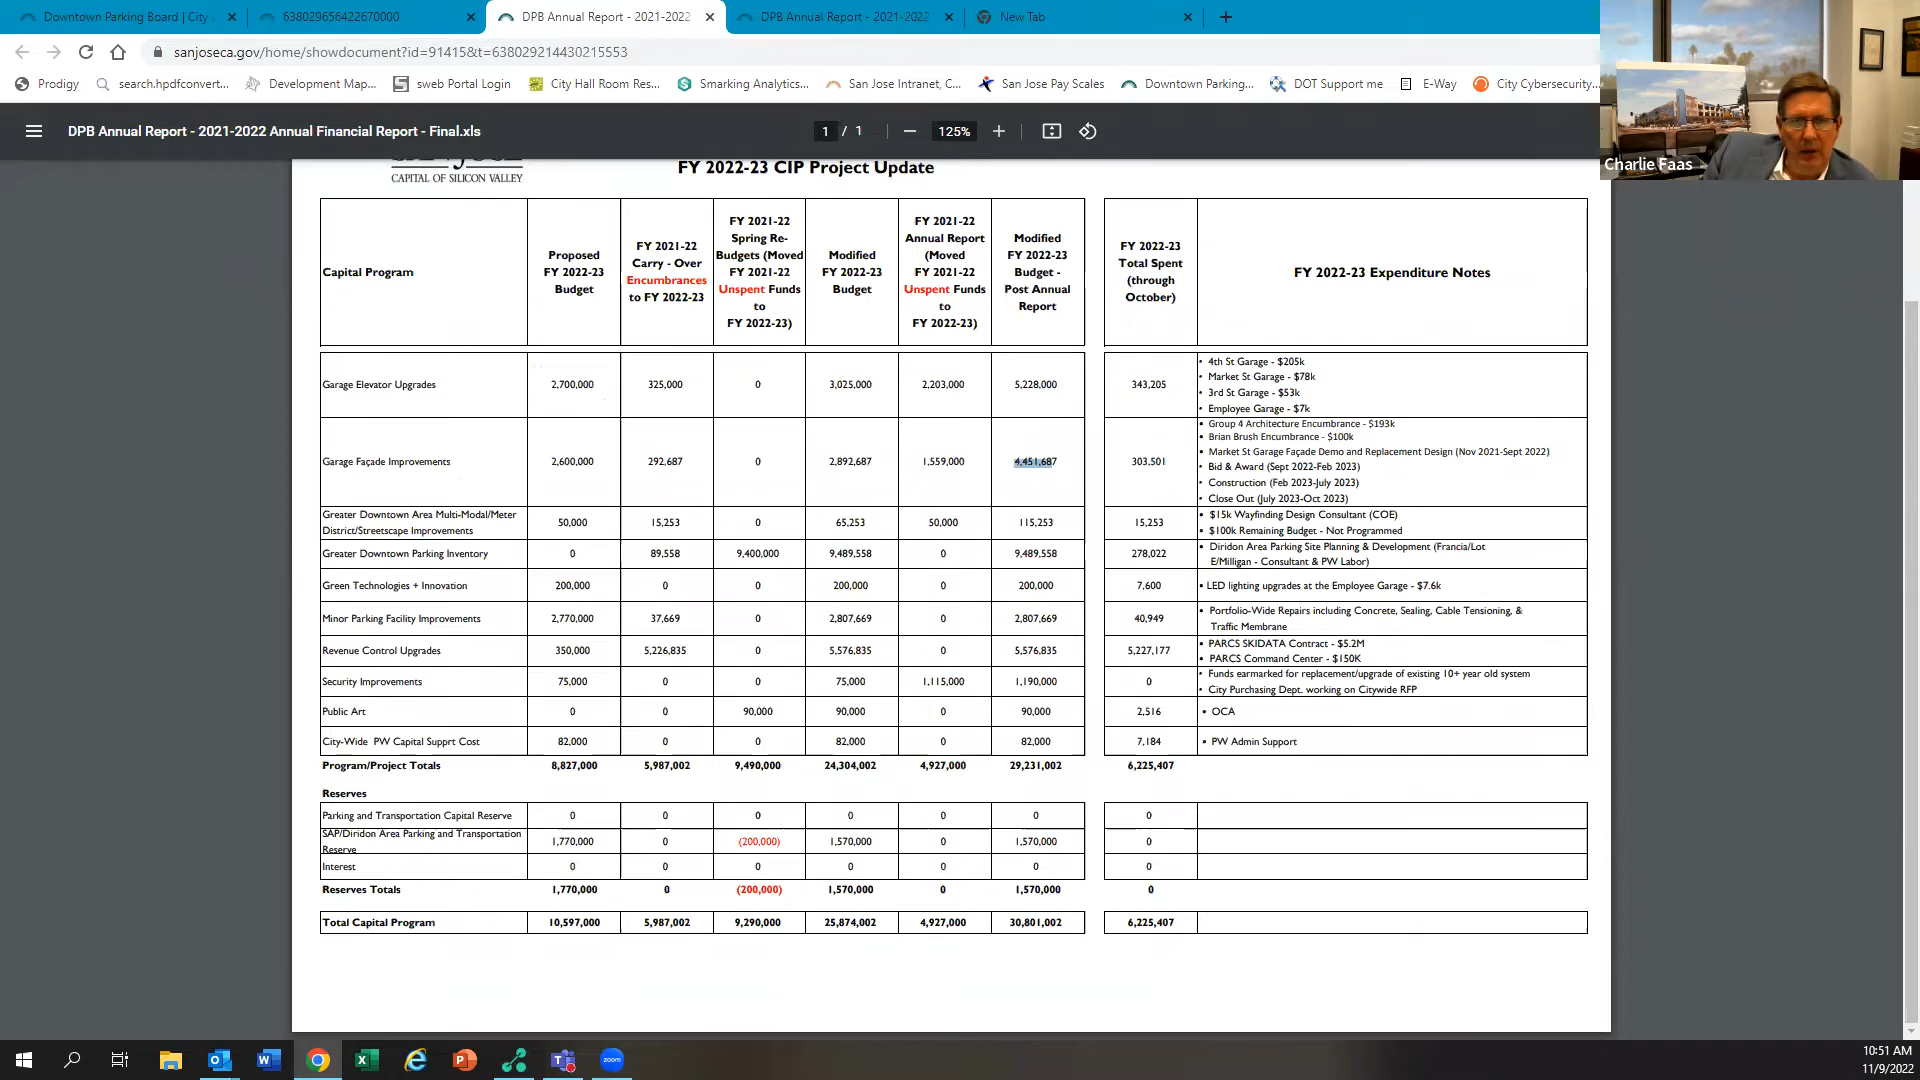 Downtown Parking Board | City
638029656422670000
DPB Annual Report - 2021-2022
DPB Annual Report - 2021-2022
New Tab
sanjoseca.gov/home/showdocument?id=91415&t=638029214430215553
Prodigy
search.hpdfconvert...
Development Map...
sweb Portal Login
City Hall Room Res...
Smarking Analytics...
San Jose Intranet, C...
San Jose Pay Scales
Downtown Parking...
DOT Support me
E-Way
City Cybersecurity...
DPB Annual Report - 2021-2022 Annual Financial Report - Final.xls
1 / 1
125%
Charlie Faas
CAPITAL OF SILICON VALLEY
FY 2022-23 CIP Project Update
Capital Program
Proposed
FY 2022-23
Budget
FY 2021-22
Carry - Over
Encumbrances
to FY 2022-23
FY 2021-22
Spring Re-
Budgets (Moved
FY 2021-22
Unspent Funds
to
FY 2022-23)
Modified
FY 2022-23
Budget
FY 2021-22
Annual Report
(Moved
FY 2021-22
Unspent Funds
to
FY 2022-23)
Modified
FY 2022-23
Budget -
Post Annual
Report
FY 2022-23
Total Spent
(through
October)
FY 2022-23 Expenditure Notes
Garage Elevator Upgrades 2,700,000 325,000 0 3,025,000 2,203,000 5,228,000 343,205
• 4th St Garage - $205k
• Market St Garage - $78k
• 3rd St Garage - $53k
• Employee Garage - $7k
Garage Façade Improvements 2,600,000 292,687 0 2,892,687 1,559,000 4,451,687 303,501
• Group 4 Architecture Encumbrance - $193k
• Brian Brush Encumbrance - $100k
• Market St Garage Façade Demo and Replacement Design (Nov 2021-Sept 2022)
• Bid & Award (Sept 2022-Feb 2023)
• Construction (Feb 2023-July 2023)
• Close Out (July 2023-Oct 2023)
Greater Downtown Area Multi-Modal/Meter
District/Streetscape Improvements
50,000 15,253 0 65,253 50,000 115,253 15,253
• $15k Wayfinding Design Consultant (COE)
• $100k Remaining Budget - Not Programmed
Greater Downtown Parking Inventory 0 89,558 9,400,000 9,489,558 0 9,489,558 278,022
• Diridon Area Parking Site Planning & Development (Francia/Lot
E/Milligan - Consultant & PW Labor)
Green Technologies + Innovation 200,000 0 0 200,000 0 200,000 7,600
• LED lighting upgrades at the Employee Garage - $7.6k
Minor Parking Facility Improvements 2,770,000 37,669 0 2,807,669 0 2,807,669 40,949
• Portfolio-Wide Repairs including Concrete, Sealing, Cable Tensioning, &
Traffic Membrane
Revenue Control Upgrades 350,000 5,226,835 0 5,576,835 0 5,576,835 5,227,177
• PARCS SKIDATA Contract - $5.2M
• PARCS Command Center - $150K
Security Improvements 75,000 0 0 75,000 1,115,000 1,190,000 0
• Funds earmarked for replacement/upgrade of existing 10+ year old system
• City Purchasing Dept. working on Citywide RFP
Public Art 0 0 90,000 90,000 0 90,000 2,516
• OCA
City-Wide PW Capital Supprt Cost 82,000 0 0 82,000 0 82,000 7,184
• PW Admin Support
Program/Project Totals 8,827,000 5,987,002 9,490,000 24,304,002 4,927,000 29,231,002 6,225,407
Reserves
Parking and Transportation Capital Reserve 0 0 0 0 0 0 0
SAP/Diridon Area Parking and Transportation
Reserve
1,770,000 0 (200,000) 1,570,000 0 1,570,000 0
Interest 0 0 0 0 0 0 0
Reserves Totals 1,770,000 0 (200,000) 1,570,000 0 1,570,000 0
Total Capital Program 10,597,000 5,987,002 9,290,000 25,874,002 4,927,000 30,801,002 6,225,407
zoom
10:51 AM
11/9/2022